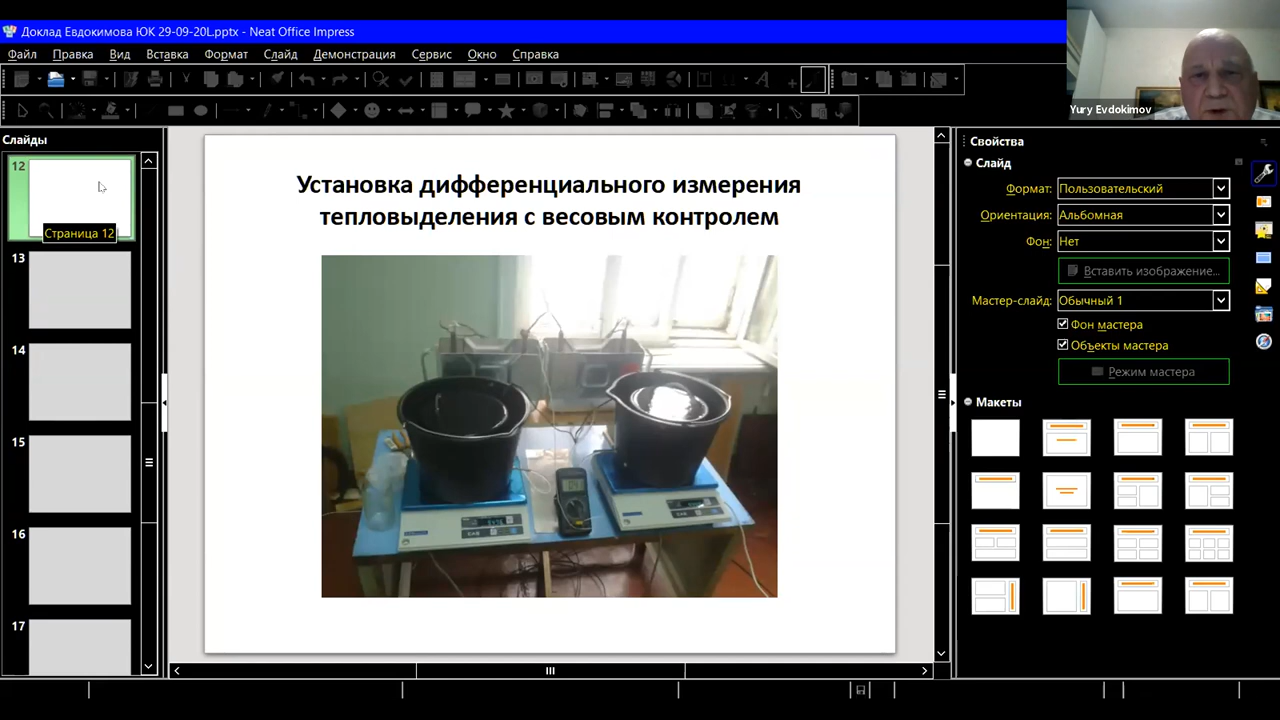 Доклад Евдокимова ЮК 29-09-20L.pptx - Neat Office Impress
Файл Правка Вид Вставка Формат Слайд Демонстрация Сервис Окно Справка
Yury Evdokimov
Слайды
12
Страница 12
13
14
15
16
17
Установка дифференциального измерения
тепловыделения с весовым контролем
Свойства
Слайд
Формат: Пользовательский
Ориентация: Альбомная
Фон: Нет
Вставить изображение...
Мастер-слайд: Обычный 1
Фон мастера
Объекты мастера
Режим мастера
Макеты